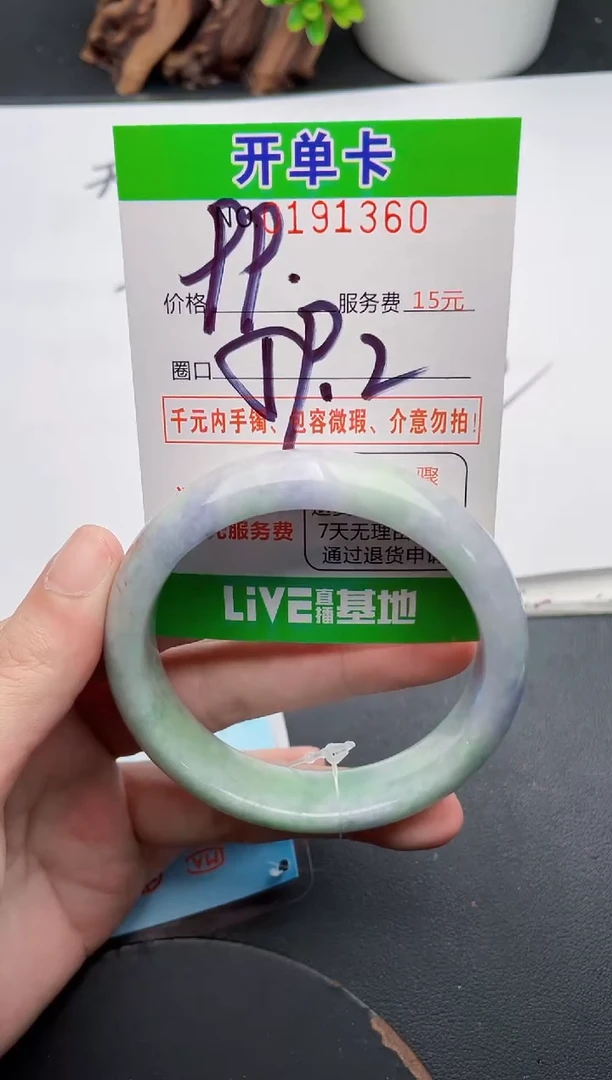 开单卡
NO.0191360
价格 服务费 15元
圈口
千元内手镯、包容微瑕、介意勿拍!
骤
元服务费
7天无理由
通过退货申请
LiVE直播基地